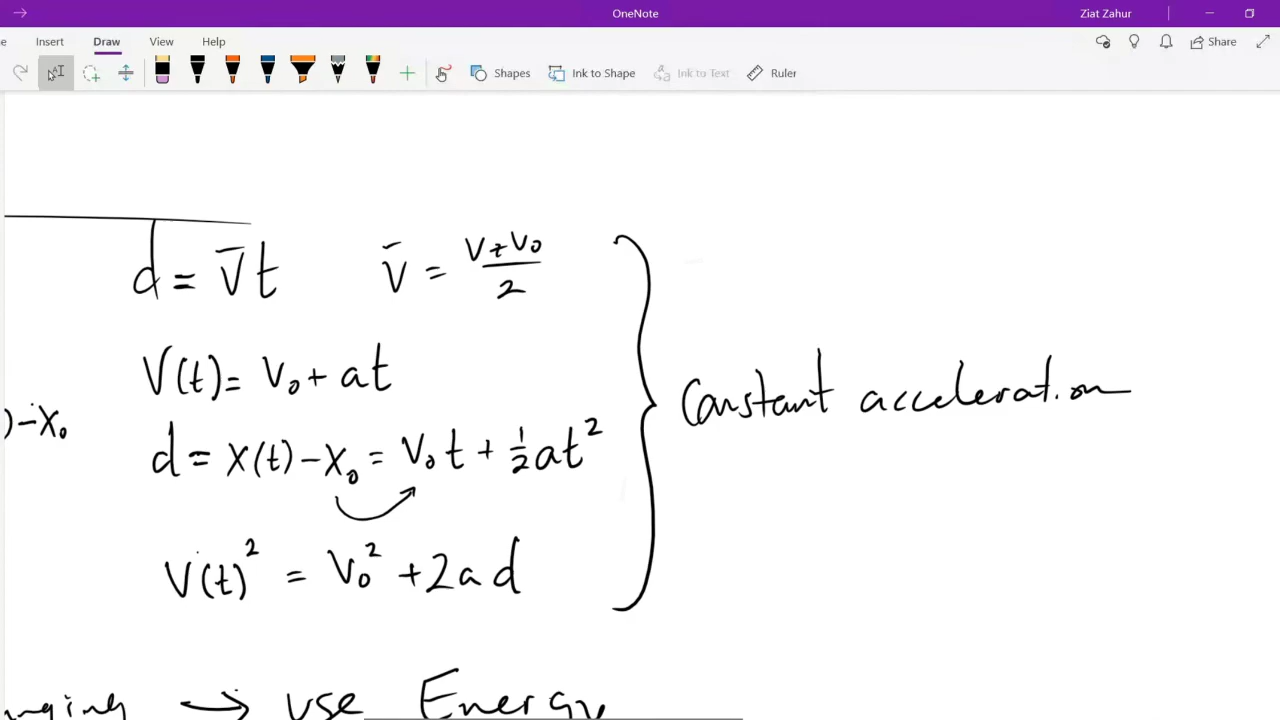 OneNote
Ziat Zahur
Insert Draw View Help
Share
Shapes Ink to Shape Ink to Text Ruler
d = v̄t v̄ = (v+v₀)/2
v(t) = v₀ + at
)-x₀
d = x(t) - x₀ = v₀t + ½at²
v(t)² = v₀² + 2ad
Constant acceleration
→ use Energy